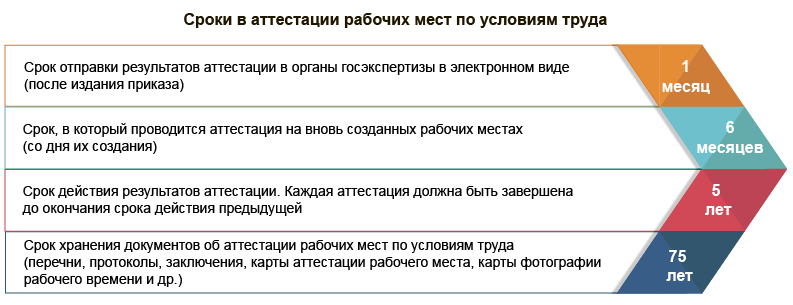 Сроки в аттестации рабочих мест по условиям труда
Срок отправки результатов аттестации в органы госэкспертизы в электронном виде
(после издания приказа)
1
месяц
Срок, в который проводится аттестация на вновь созданных рабочих местах
(со дня их создания)
6
месяцев
Срок действия результатов аттестации. Каждая аттестация должна быть завершена
до окончания срока действия предыдущей
5
лет
Срок хранения документов об аттестации рабочих мест по условиям труда
(перечни, протоколы, заключения, карты аттестации рабочего места, карты фотографии
рабочего времени и др.)
75
лет